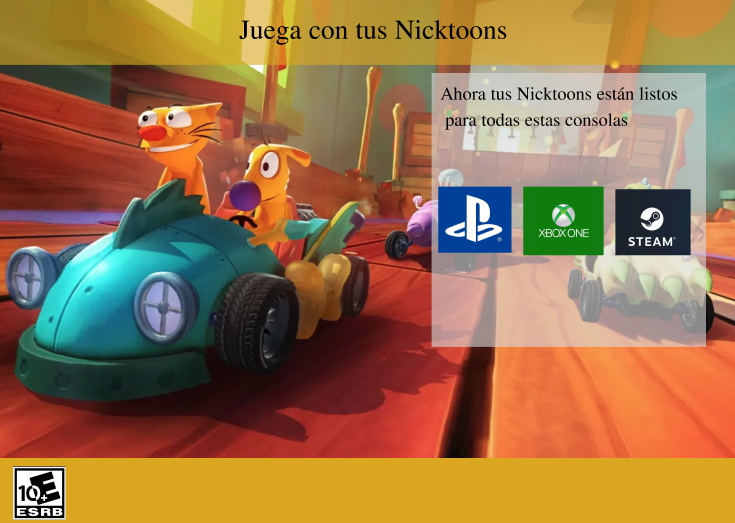 Juega con tus Nicktoons
Ahora tus Nicktoons están listos
para todas estas consolas
XBOX ONE
STEAM®
E
10+
ESRB